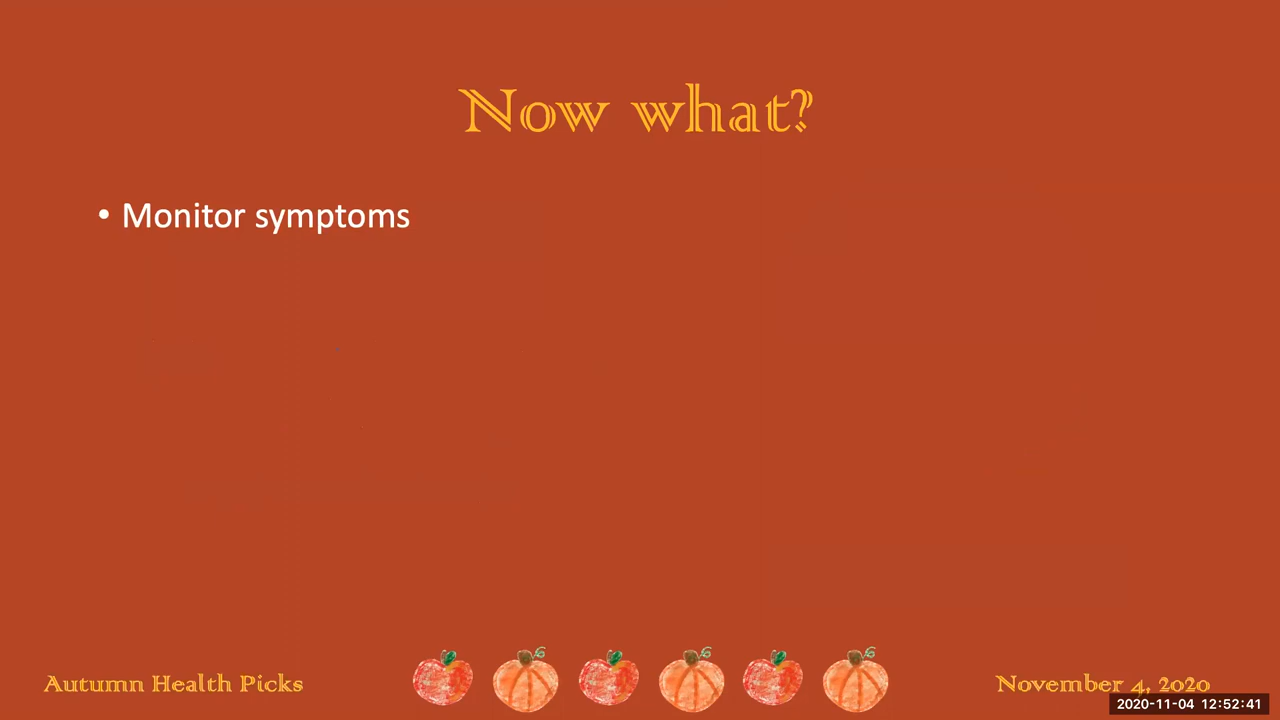 Now what?
• Monitor symptoms
Autumn Health Picks
November 4, 2020
2020-11-04 12:52:41